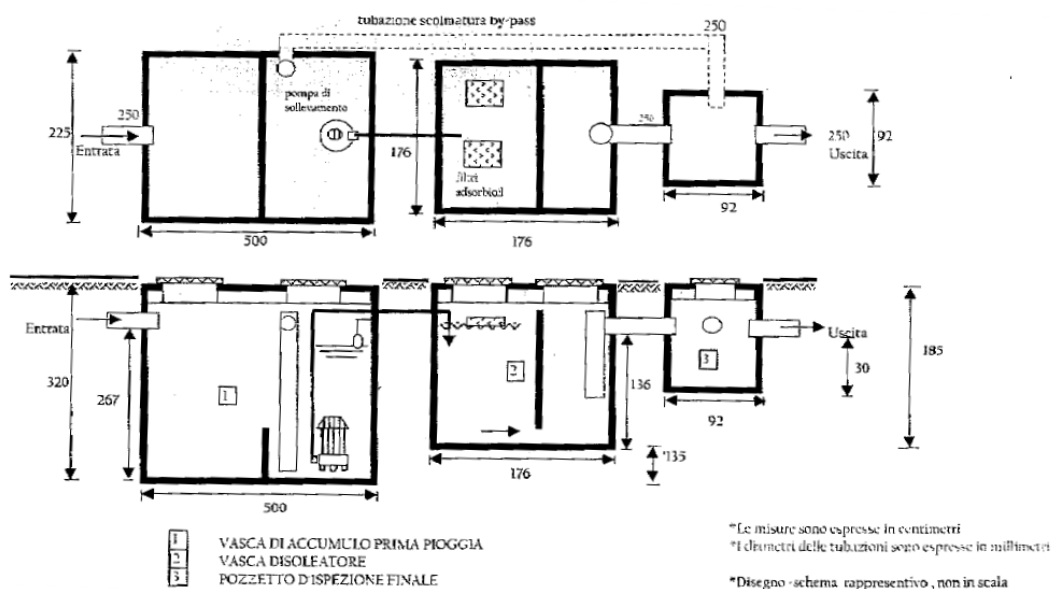 tubazione scolmatura by-pass
250
pompa di
sollevamento
250
225
Entrata
176
filtri
adsorbiod
250
250
Uscita
92
92
500
176
Entrata
320
267
1
2
3
Uscita
30
185
136
92
135
176
500
1 VASCA DI ACCUMULO PRIMA PIOGGIA
2 VASCA DISOLEATORE
3 POZZETTO D'ISPEZIONE FINALE
*Le misure sono espresse in centimetri
*I diametri delle tubazioni sono espresse in millimetri
*Disegno-schema rappresentivo, non in scala